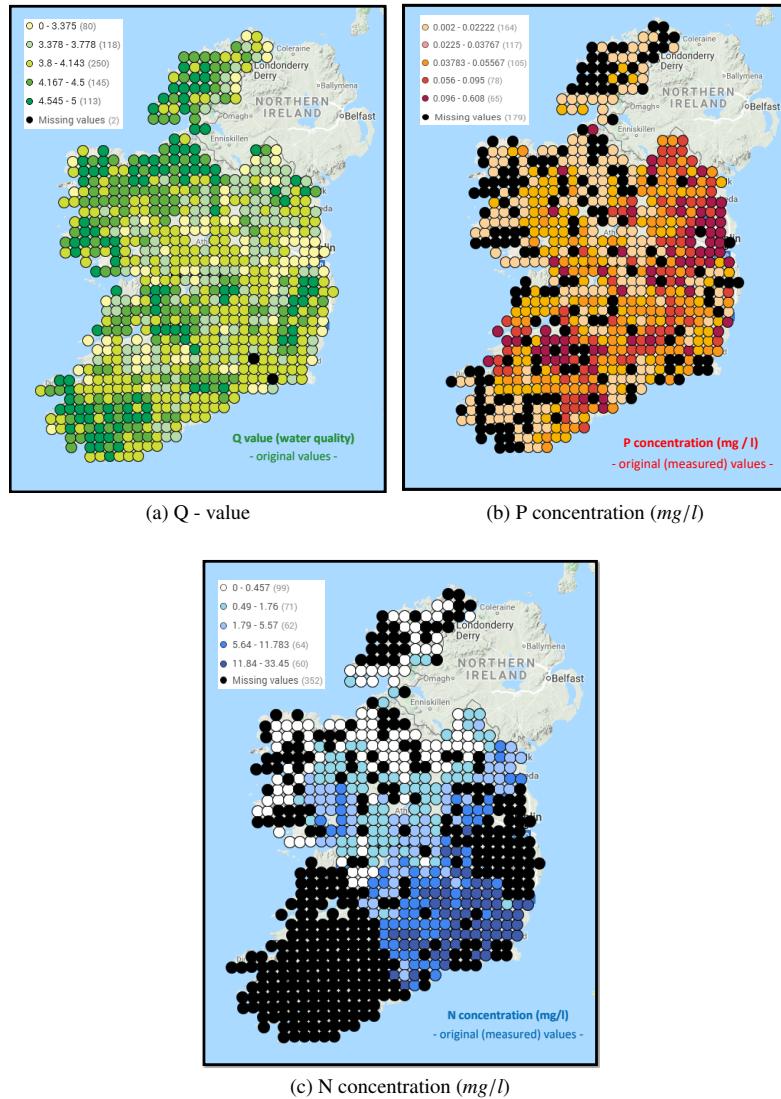 0 - 3.375 (80)
3.378 - 3.778 (118)
3.8 - 4.143 (250)
4.167 - 4.5 (145)
4.545 - 5 (113)
Missing values (2)
Coleraine
Londonderry
Derry
Ballymena
NORTHERN
IRELAND
Omagh
Belfast
Enniskillen
Ath
lin
Q value (water quality)
- original values -
0.002 - 0.02222 (164)
0.0225 - 0.03767 (117)
0.03783 - 0.05567 (105)
0.056 - 0.095 (78)
0.096 - 0.608 (65)
Missing values (179)
Coleraine
Londonderry
Derry
Ballymena
NORTHERN
IRELAND
Omagh
Belfast
Enniskillen
Ath
lin
P concentration (mg / l)
- original (measured) values -
(a) Q - value
(b) P concentration (mg/l)
0 - 0.457 (99)
0.49 - 1.76 (71)
1.79 - 5.57 (62)
5.64 - 11.783 (64)
11.84 - 33.45 (60)
Missing values (352)
Coleraine
Londonderry
Derry
Ballymena
NORTHERN
IRELAND
Omagh
Belfast
Enniskillen
Ath
lin
N concentration (mg/l)
- original (measured) values -
(c) N concentration (mg/l)